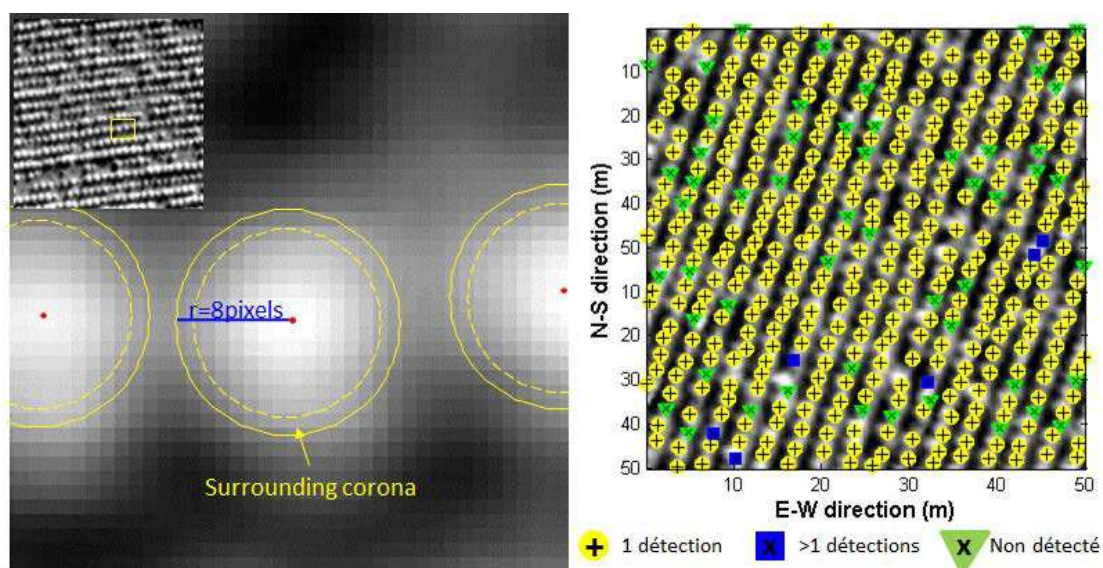 r=8pixels
Surrounding corona
10
20
30
40
50
10
20
30
40
50
N-S direction (m)
10 20 30 40 50
E-W direction (m)
1 détection >1 détections Non détecté